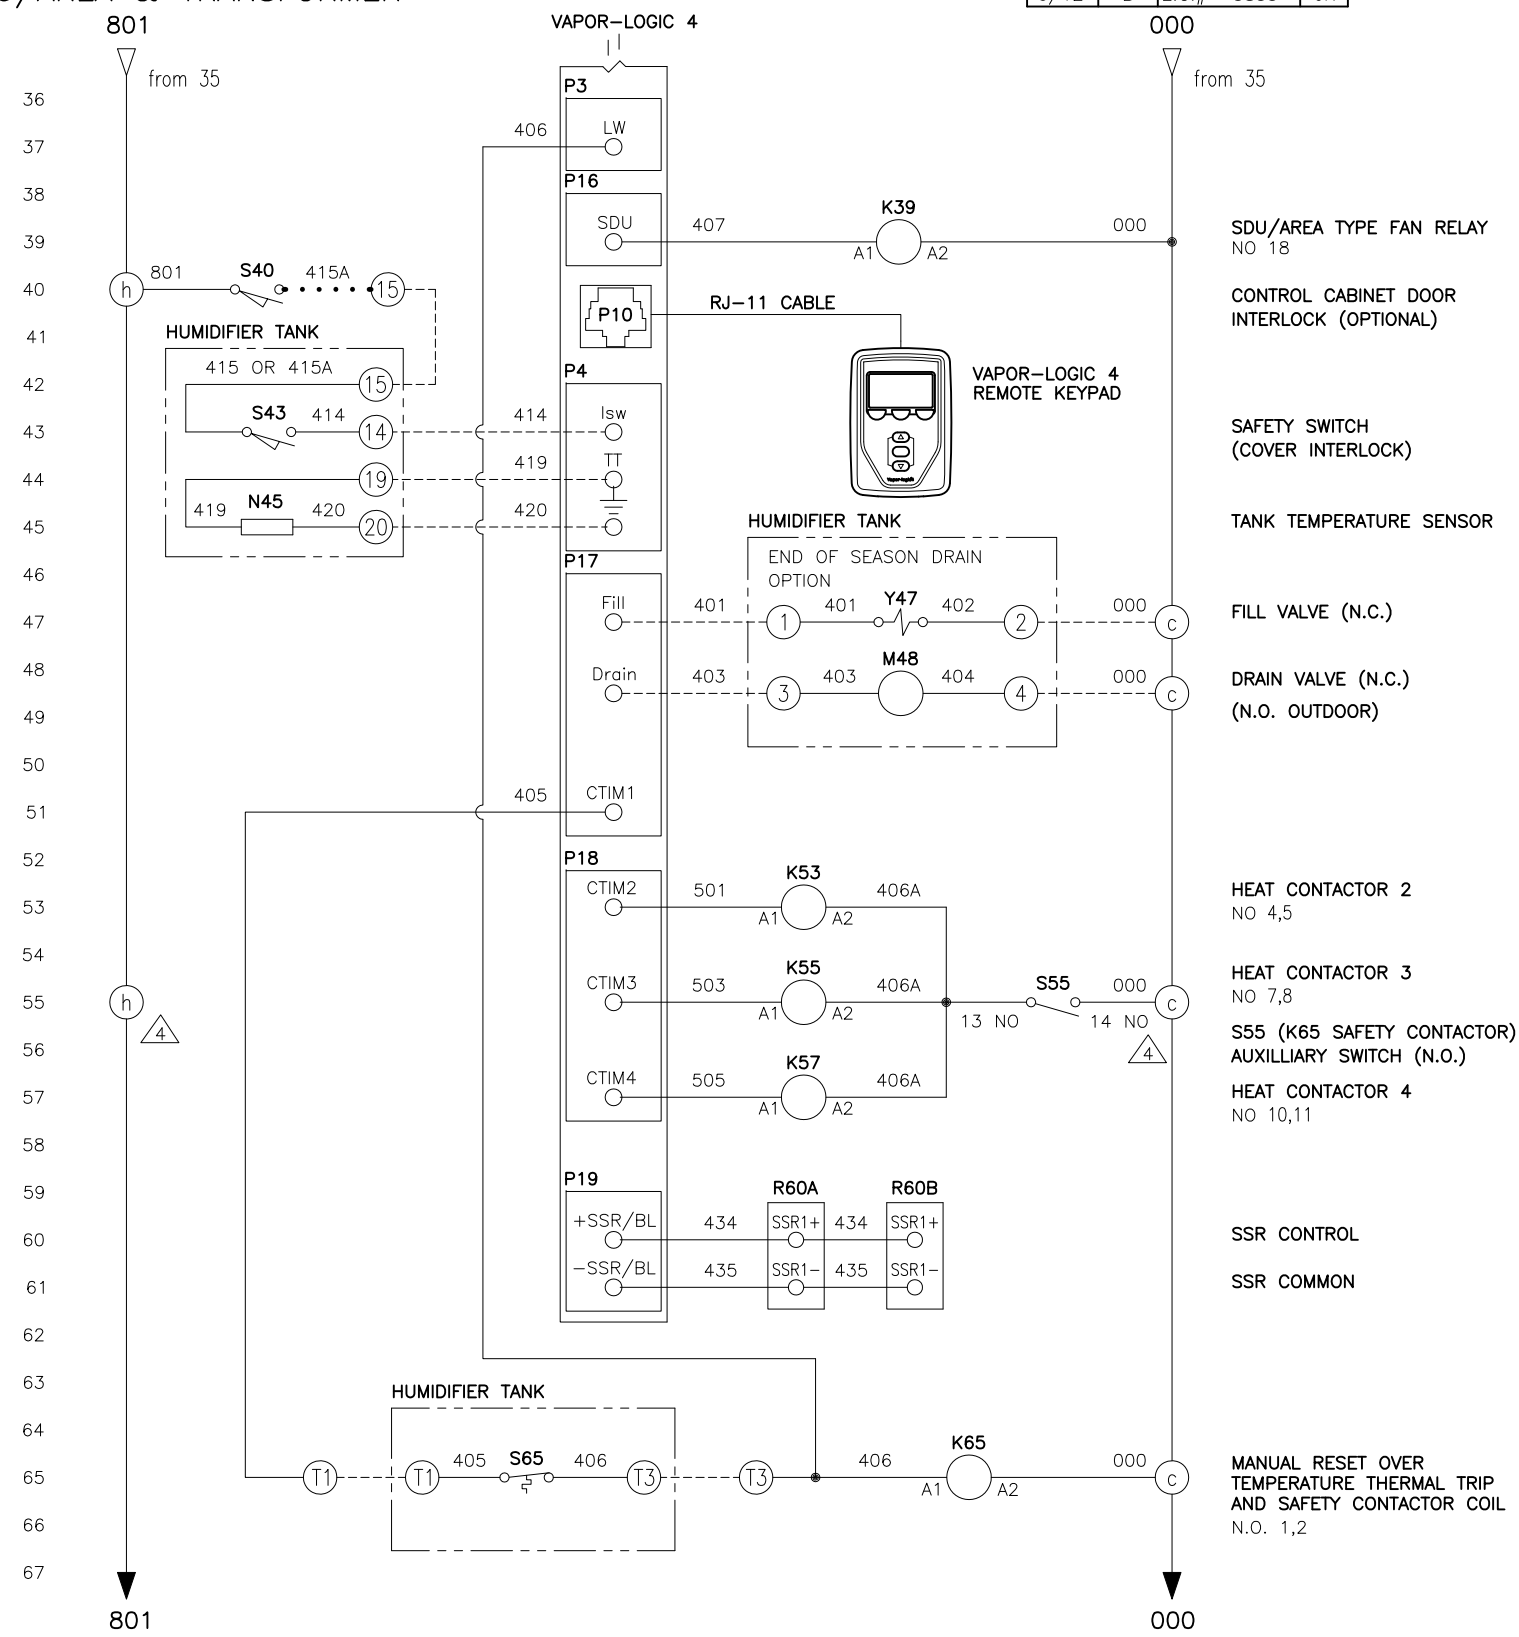 VAPOR-LOGIC 4
801
000
from 35
from 35
36
P3
LW
406
37
38
P16
SDU
407
K39
A1
A2
000
39
SDU/AREA TYPE FAN RELAY
NO 18
801
S40
415A
h
15
40
P10
RJ-11 CABLE
CONTROL CABINET DOOR
INTERLOCK (OPTIONAL)
41
HUMIDIFIER TANK
415 OR 415A
15
42
P4
VAPOR-LOGIC 4
REMOTE KEYPAD
S43
414
14
414
Isw
43
SAFETY SWITCH
(COVER INTERLOCK)
19
419
TT
44
Vapor-logic
419
N45
420
20
420
45
HUMIDIFIER TANK
TANK TEMPERATURE SENSOR
46
P17
END OF SEASON DRAIN
OPTION
Fill
401
1
401
Y47
402
2
000
c
47
FILL VALVE (N.C.)
48
Drain
403
3
403
M48
404
4
000
c
DRAIN VALVE (N.C.)
(N.O. OUTDOOR)
49
50
405
CTIM1
51
52
P18
CTIM2
501
K53
A1
A2
406A
53
HEAT CONTACTOR 2
NO 4,5
54
CTIM3
503
K55
A1
A2
406A
S55
13 NO
14 NO
000
c
55
h
4
4
HEAT CONTACTOR 3
NO 7,8
S55 (K65 SAFETY CONTACTOR)
AUXILLIARY SWITCH (N.O.)
56
CTIM4
505
K57
A1
A2
406A
57
HEAT CONTACTOR 4
NO 10,11
58
59
P19
R60A
R60B
+SSR/BL
434
SSR1+
434
SSR1+
60
SSR CONTROL
-SSR/BL
435
SSR1-
435
SSR1-
61
SSR COMMON
62
63
HUMIDIFIER TANK
64
T1
T1
405
S65
406
T3
T3
406
K65
A1
A2
000
c
65
MANUAL RESET OVER
TEMPERATURE THERMAL TRIP
AND SAFETY CONTACTOR COIL
N.O. 1,2
66
67
801
000